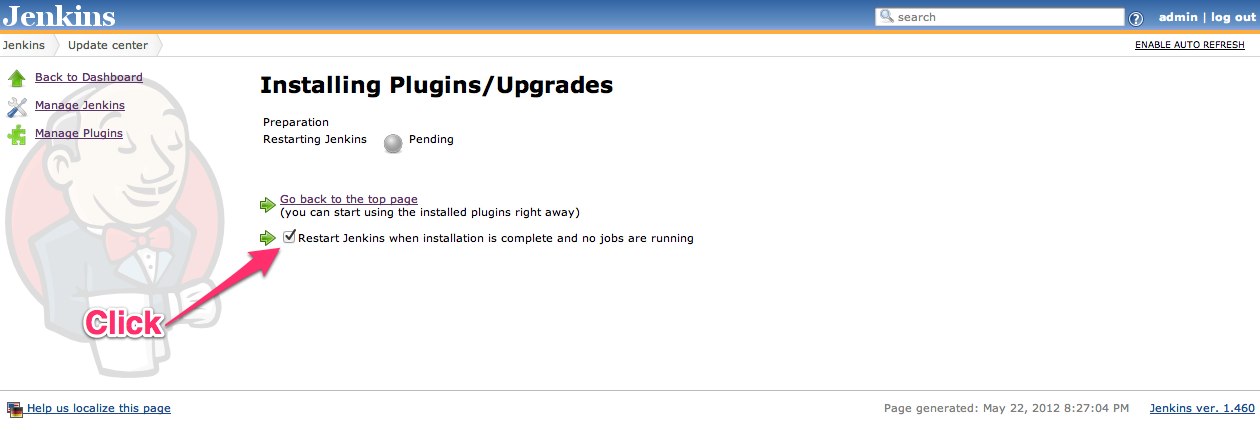 Jenkins
search
admin | log out
Jenkins
Update center
ENABLE AUTO REFRESH
Back to Dashboard
Manage Jenkins
Manage Plugins
Installing Plugins/Upgrades
Preparation
Restarting Jenkins
Pending
Go back to the top page
(you can start using the installed plugins right away)
Restart Jenkins when installation is complete and no jobs are running
Click
Help us localize this page
Page generated: May 22, 2012 8:27:04 PM
Jenkins ver. 1.460